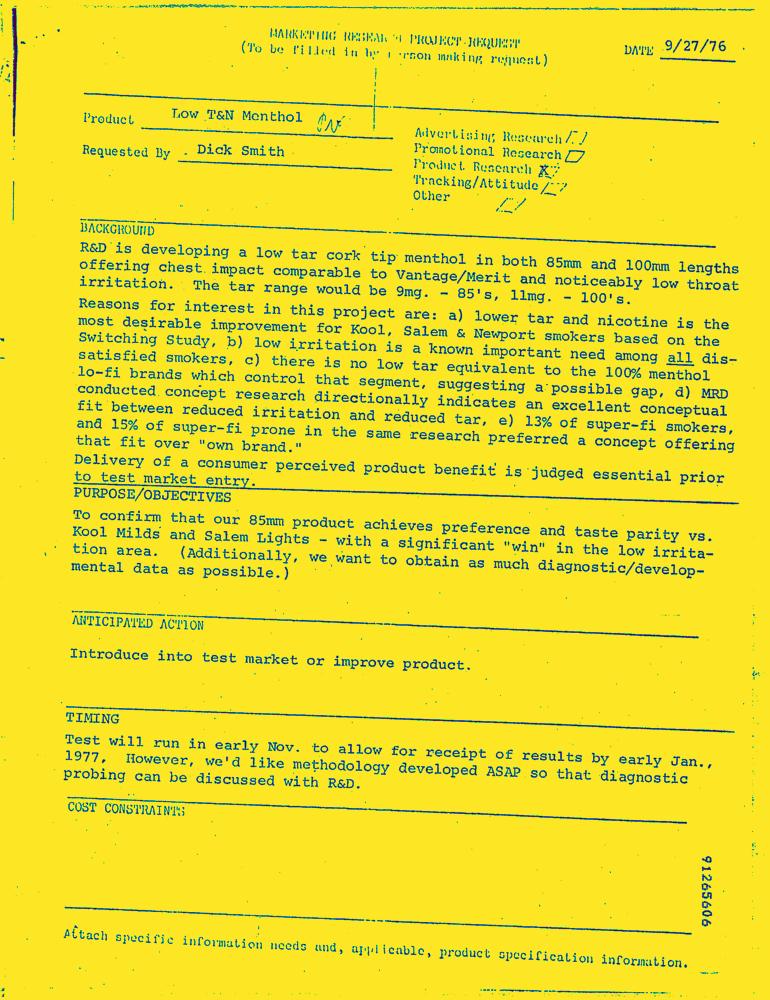 MARKETING RESEARCH PROJECT REQUEST
(To be filled in by person making request)
DATE 9/27/76
Product Low T&N Menthol
Requested By . Dick Smith
Advertising Research
Promotional Research
Product Research X
Tracking/Attitude
Other
BACKGROUND
R&D is developing a low tar cork tip menthol in both 85mm and 100mm lengths
offering chest impact comparable to Vantage/Merit and noticeably low throat
irritation. The tar range would be 9mg. - 85's, 11mg. - 100's.
Reasons for interest in this project are: a) lower tar and nicotine is the
most desirable improvement for Kool, Salem & Newport smokers based on the
Switching Study, b) low irritation is a known important need among all dis-
satisfied smokers, c) there is no low tar equivalent to the 100% menthol
lo-fi brands which control that segment, suggesting a possible gap, d) MRD
conducted concept research directionally indicates an excellent conceptual
fit between reduced irritation and reduced tar, e) 13% of super-fi smokers,
and 15% of super-fi prone in the same research preferred a concept offering
that fit over "own brand."
Delivery of a consumer perceived product benefit is judged essential prior
to test market entry.
PURPOSE/OBJECTIVES
To confirm that our 85mm product achieves preference and taste parity vs.
Kool Milds and Salem Lights - with a significant "win" in the low irrita-
tion area. (Additionally, we want to obtain as much diagnostic/develop-
mental data as possible.)
ANTICIPATED ACTION
Introduce into test market or improve product.
TIMING
Test will run in early Nov. to allow for receipt of results by early Jan.,
1977, However, we'd like methodology developed ASAP so that diagnostic
probing can be discussed with R&D.
COST CONSTRAINTS
91265606
Attach specific information needs and, applicable, product specification information.